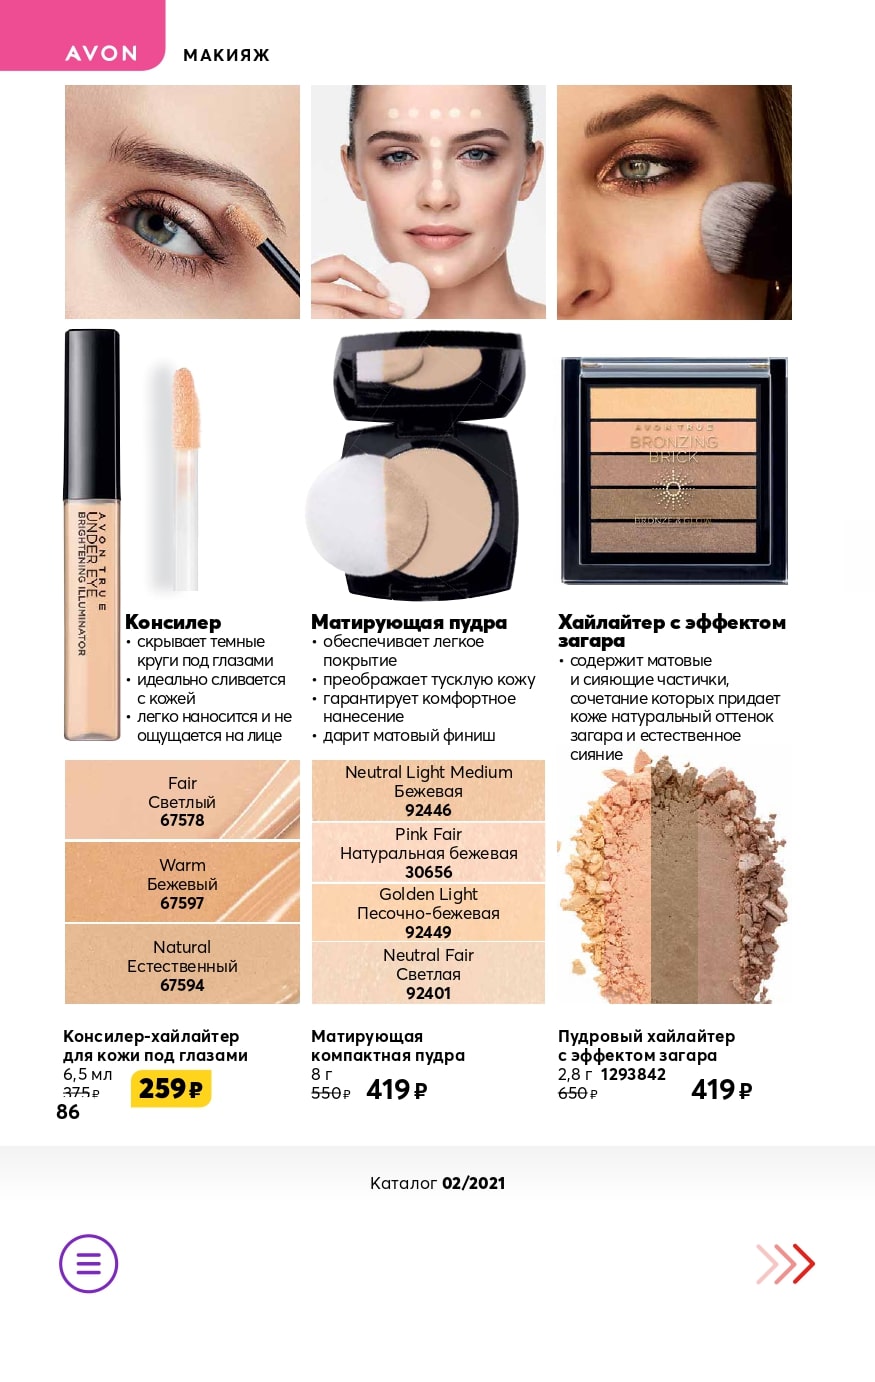 AVON
МАКИЯЖ
AVON TRUE
UNDER EYE
BRIGHTENING ILLUMINATOR
AVON TRUE
BRONZING
BRICK
BRONZE & GLOW
Консилер
• скрывает темные
круги под глазами
• идеально сливается
с кожей
• легко наносится и не
ощущается на лице
Матирующая пудра
• обеспечивает легкое
покрытие
• преображает тусклую кожу
• гарантирует комфортное
нанесение
• дарит матовый финиш
Хайлайтер с эффектом
загара
• содержит матовые
и сияющие частички,
сочетание которых придает
коже натуральный оттенок
загара и естественное
сияние
Fair
Светлый
67578
Warm
Бежевый
67597
Natural
Естественный
67594
Neutral Light Medium
Бежевая
92446
Pink Fair
Натуральная бежевая
30656
Golden Light
Песочно-бежевая
92449
Neutral Fair
Светлая
92401
Консилер-хайлайтер
для кожи под глазами
6,5 мл
375 ₽
259 ₽
Матирующая
компактная пудра
8 г
550 ₽
419 ₽
Пудровый хайлайтер
с эффектом загара
2,8 г 1293842
650 ₽
419 ₽
86
Каталог 02/2021